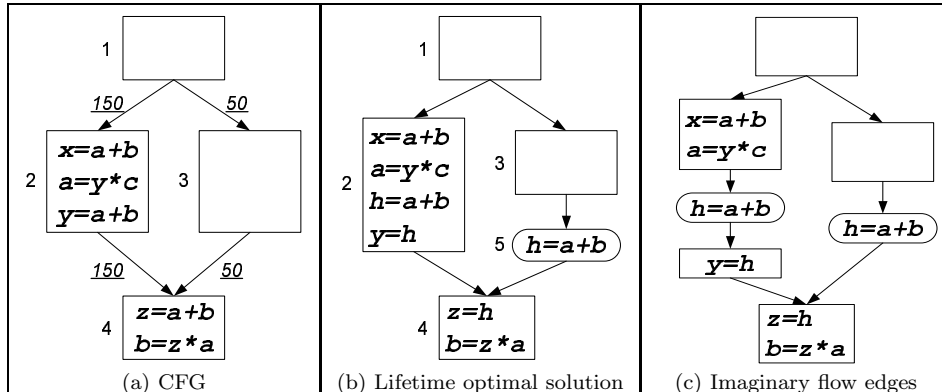 1
150
50
2
x=a+b
a=y*c
y=a+b
3
150
50
4
z=a+b
b=z*a
(a) CFG
1
2
x=a+b
a=y*c
h=a+b
y=h
3
5
h=a+b
4
z=h
b=z*a
(b) Lifetime optimal solution
x=a+b
a=y*c
h=a+b
h=a+b
y=h
z=h
b=z*a
(c) Imaginary flow edges